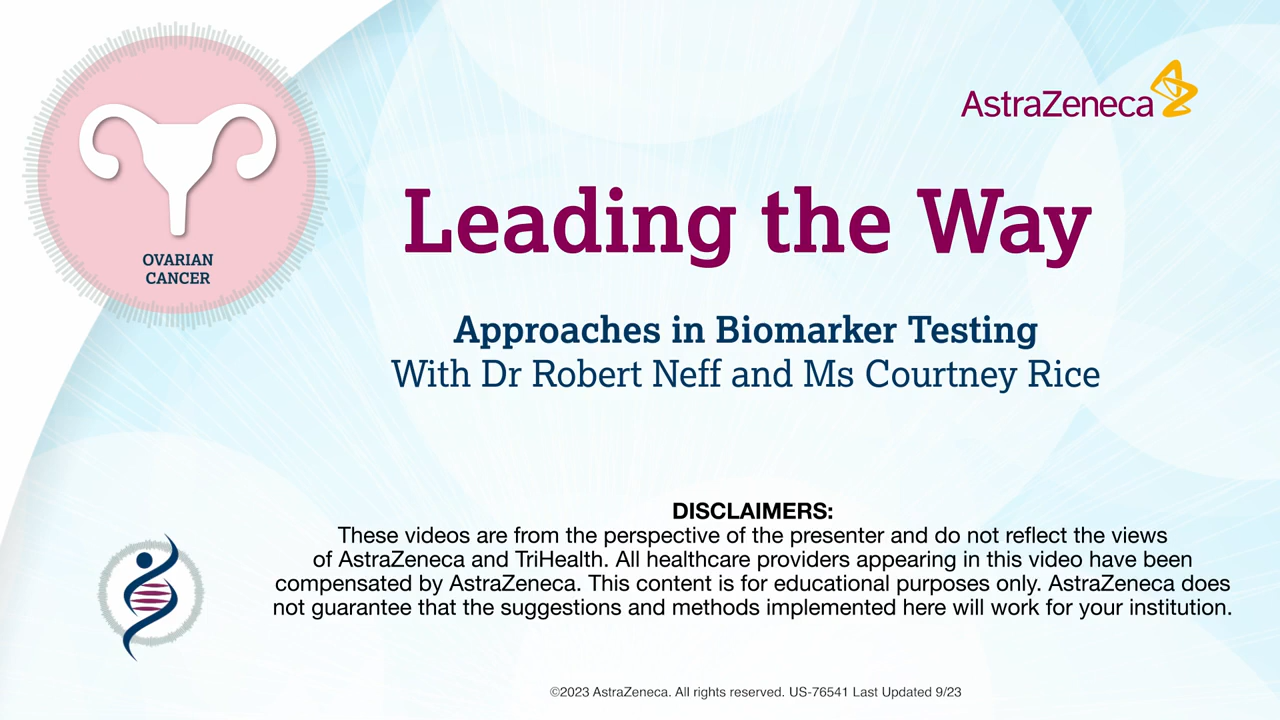 OVARIAN
CANCER
AstraZeneca
Leading the Way
Approaches in Biomarker Testing
With Dr Robert Neff and Ms Courtney Rice
DISCLAIMERS:
These videos are from the perspective of the presenter and do not reflect the views
of AstraZeneca and TriHealth. All healthcare providers appearing in this video have been
compensated by AstraZeneca. This content is for educational purposes only. AstraZeneca does
not guarantee that the suggestions and methods implemented here will work for your institution.
©2023 AstraZeneca. All rights reserved. US-76541 Last Updated 9/23